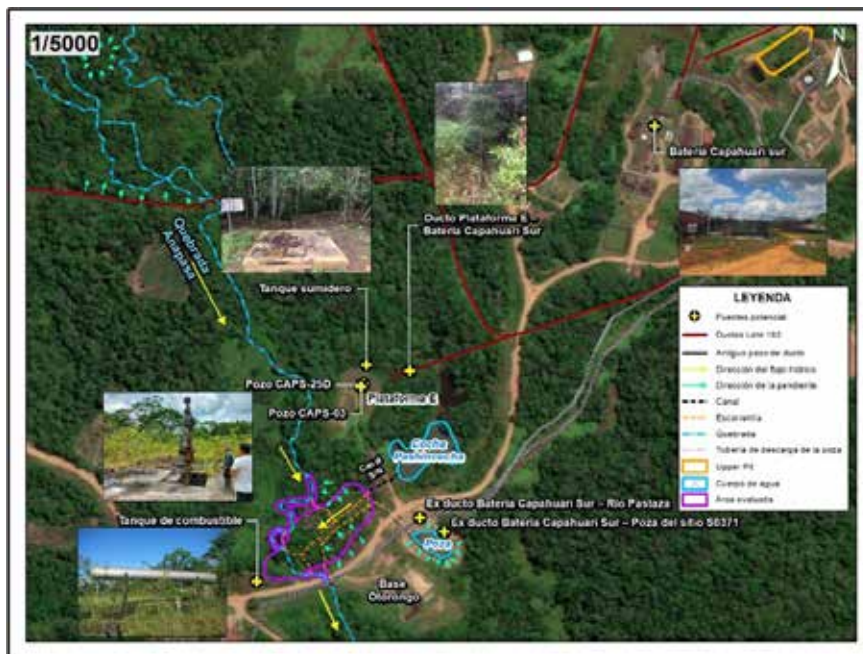 1/5000
N
Batería Capahuari sur
Ducto Plataforma E –
Batería Capahuari Sur
Quebrada
Anapasa
Tanque sumidero
Pozo CAPS-25D
Pozo CAPS-03
Plataforma E
Cocha
Canal
S/N
Ex ducto Batería Capahuari Sur – Río Pastaza
Ex ducto Batería Capahuari Sur – Poza del sitio S0371
Poza
Tanque de combustible
Base
Otorongo
LEYENDA
Fuentes potencial
Ductos Lote 192
Antiguo paso de ducto
Dirección del flujo hídrico
Dirección de la pendiente
Canal
Escorrentía
Quebrada
Tubería de descarga de la poza
Upper Pit
Cuerpo de agua
Área evaluada